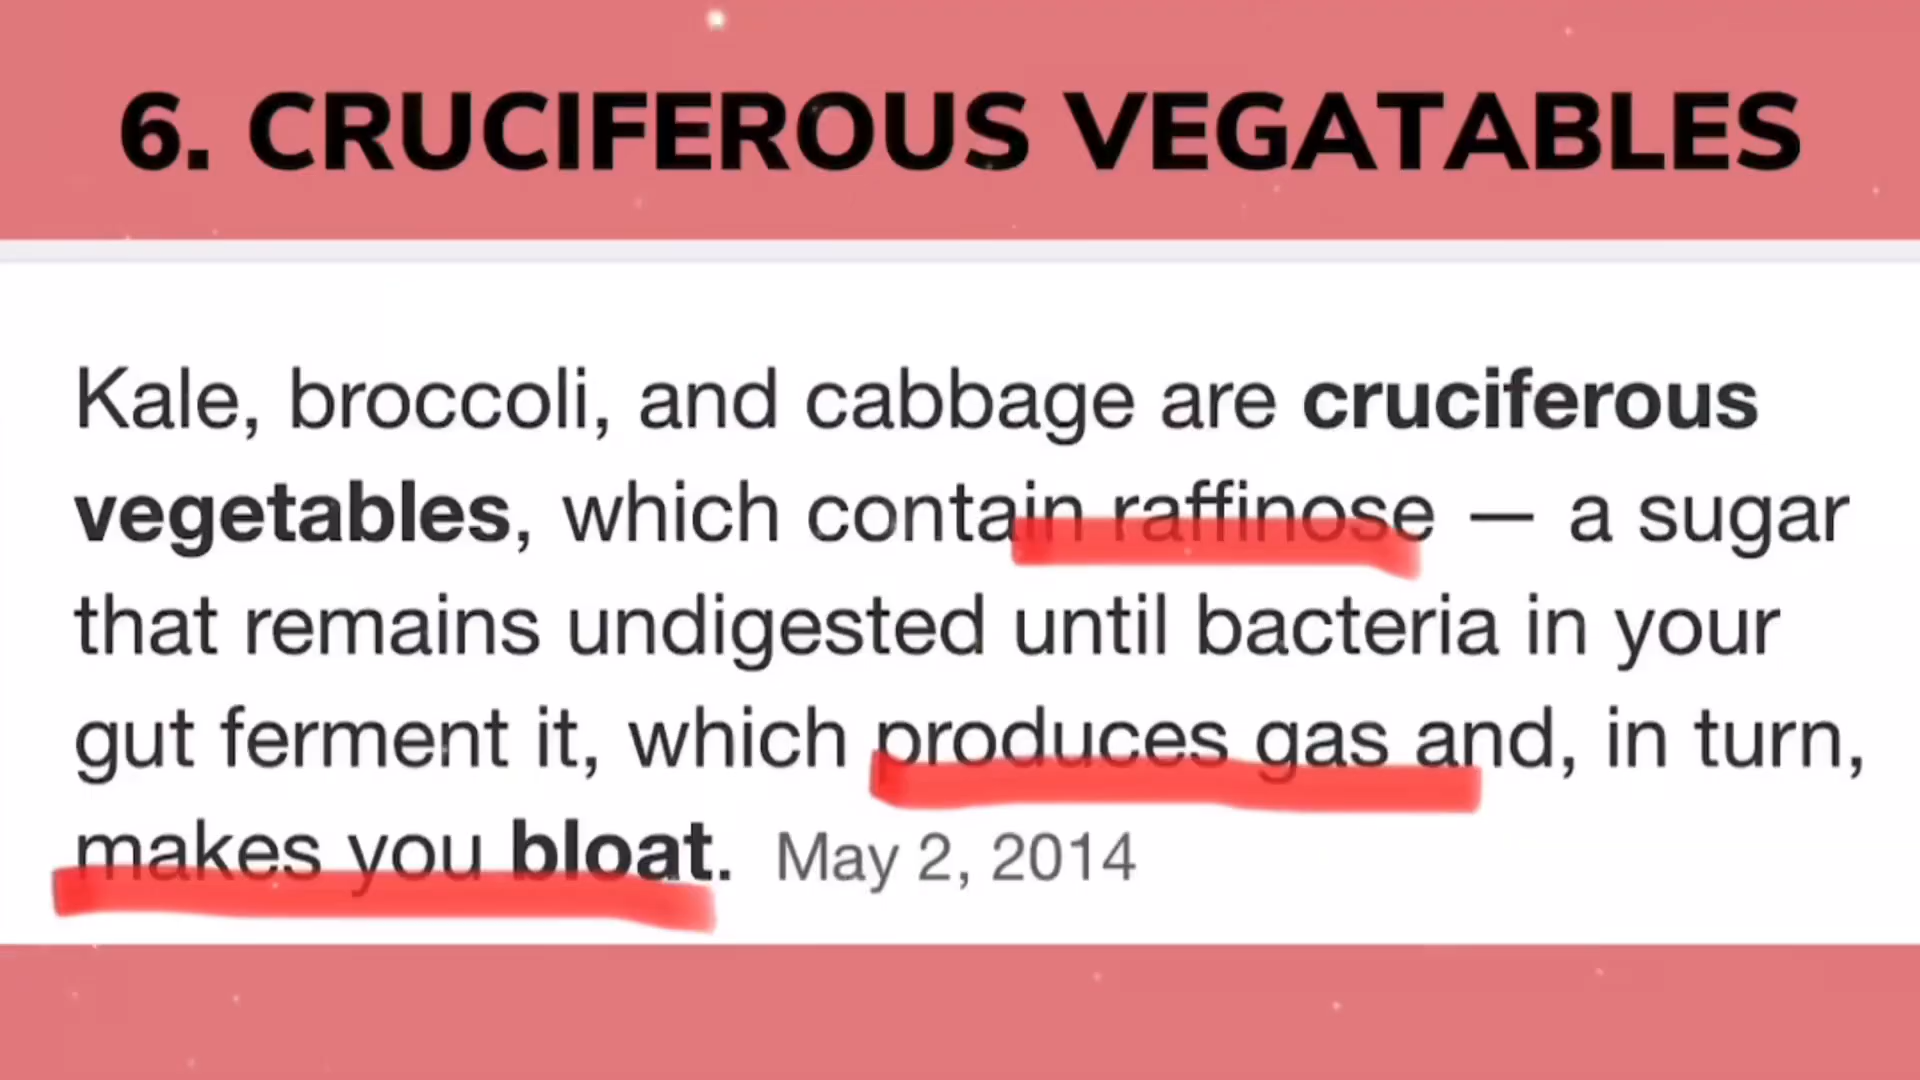 6. CRUCIFEROUS VEGATABLES
Kale, broccoli, and cabbage are cruciferous
vegetables, which contain raffinose — a sugar
that remains undigested until bacteria in your
gut ferment it, which produces gas and, in turn,
makes you bloat. May 2, 2014